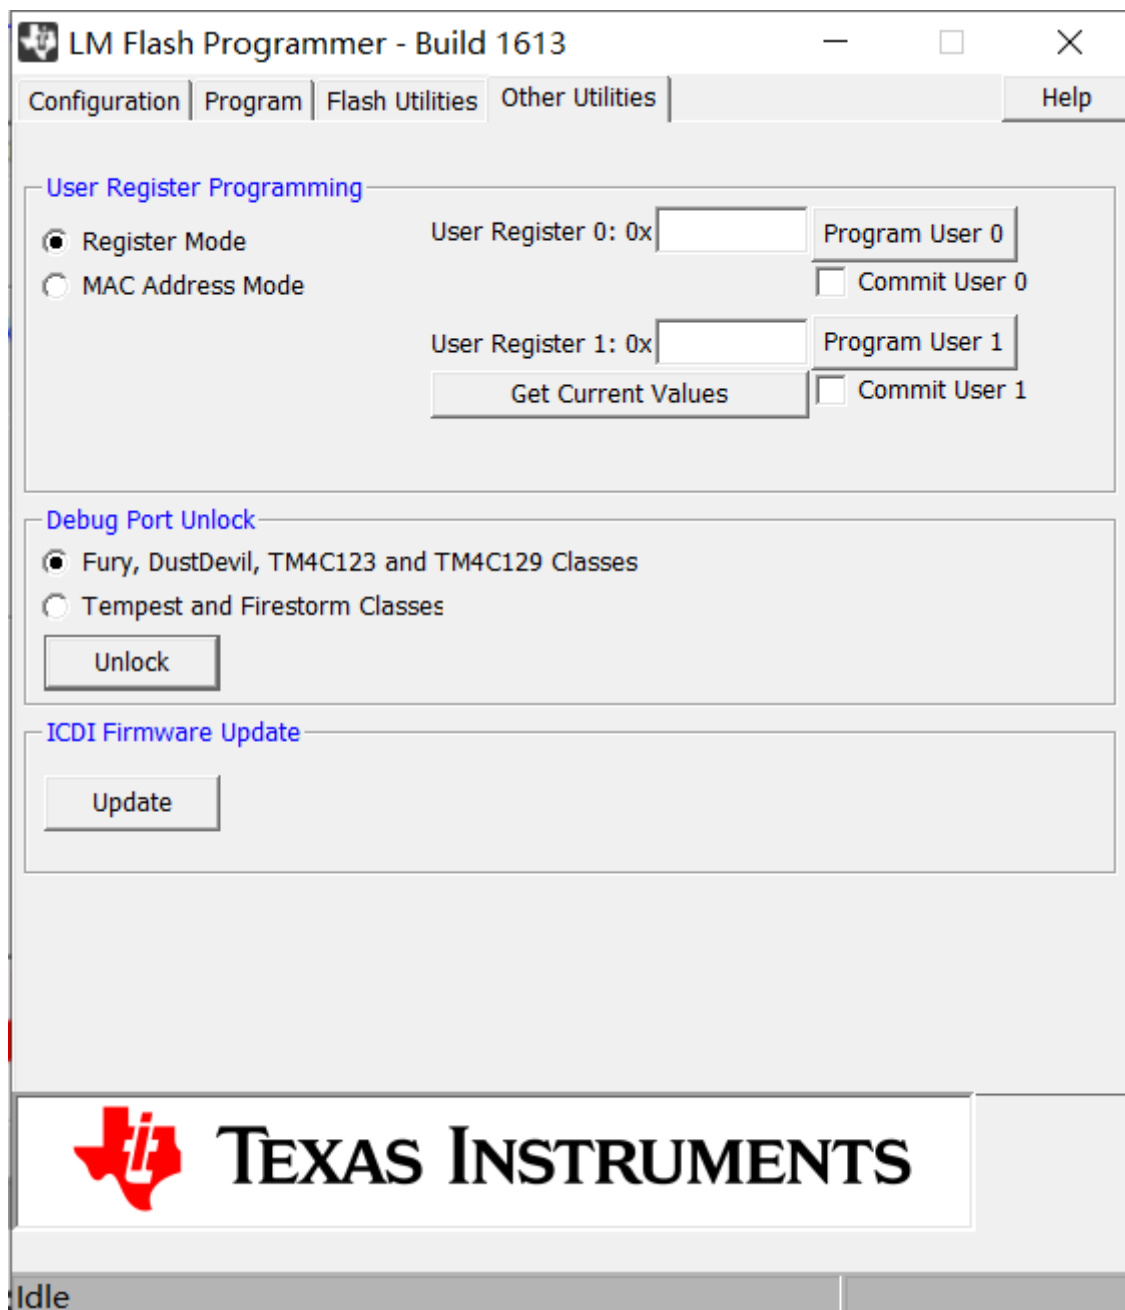 LM Flash Programmer - Build 1613
Configuration Program Flash Utilities Other Utilities Help
User Register Programming
Register Mode
User Register 0: 0x
Program User 0
MAC Address Mode
Commit User 0
User Register 1: 0x
Program User 1
Get Current Values
Commit User 1
Debug Port Unlock
Fury, DustDevil, TM4C123 and TM4C129 Classes
Tempest and Firestorm Classes
Unlock
ICDI Firmware Update
Update
TEXAS INSTRUMENTS
Idle